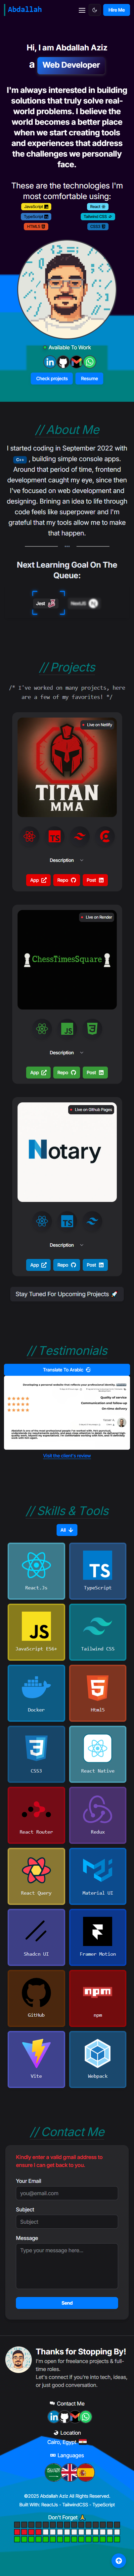 Abdallah
Hire Me
Hi, I am Abdallah Aziz
a Web Developer
I'm always interested in building
solutions that solve truly real-
world problems. I believe the
world has become a better place
when we start creating tools
and experiences that address
the challenges we personally
face.
These are the technologies I'm
most comfortable using:
JavaScript
React
TypeScript
Tailwind CSS
HTML5
CSS3
Available To Work
Check projects
Resume
// About Me
I started coding in September 2022 with
C++ , building simple console apps.
Around that period of time, frontend
development caught my eye, since then
I've focused on web development and
designing. Bringing an idea to life through
code feels like superpower and I'm
grateful that my tools allow me to make
that happen.
Next Learning Goal On The
Queue:
Jest
NextJS
// Projects
/* I've worked on many projects, here
are a few of my favorites! */
Live on Netlify
TITAN
MMA
Description
App
Repo
Post
Live on Render
ChessTimesSquare
Description
App
Repo
Post
Live on Github Pages
Notary
Description
App
Repo
Post
Stay Tuned For Upcoming Projects
// Testimonials
Translate To Arabic
Quality of service
Communication and follow-up
On-time delivery
Visit the client's review
// Skills & Tools
All
React.Js
TypeScript
JavaScript ES6+
Tailwind CSS
Docker
Html5
CSS3
React Native
React Router
Redux
React Query
Material UI
Shadcn UI
Framer Motion
GitHub
npm
Vite
Webpack
// Contact Me
Kindly enter a valid gmail address to
ensure I can get back to you.
Your Email
you@email.com
Subject
Subject
Message
Type your message here...
Send
Thanks for Stopping By!
I'm open for freelance projects & full-
time roles.
Let's connect if you're into tech, ideas,
or just good conversation.
Contact Me
Location
Cairo, Egypt
Languages
©2025 Abdallah Aziz All Rights Reserved.
Built With: ReactJs - TailwindCSS - TypeScript
Don't Forget